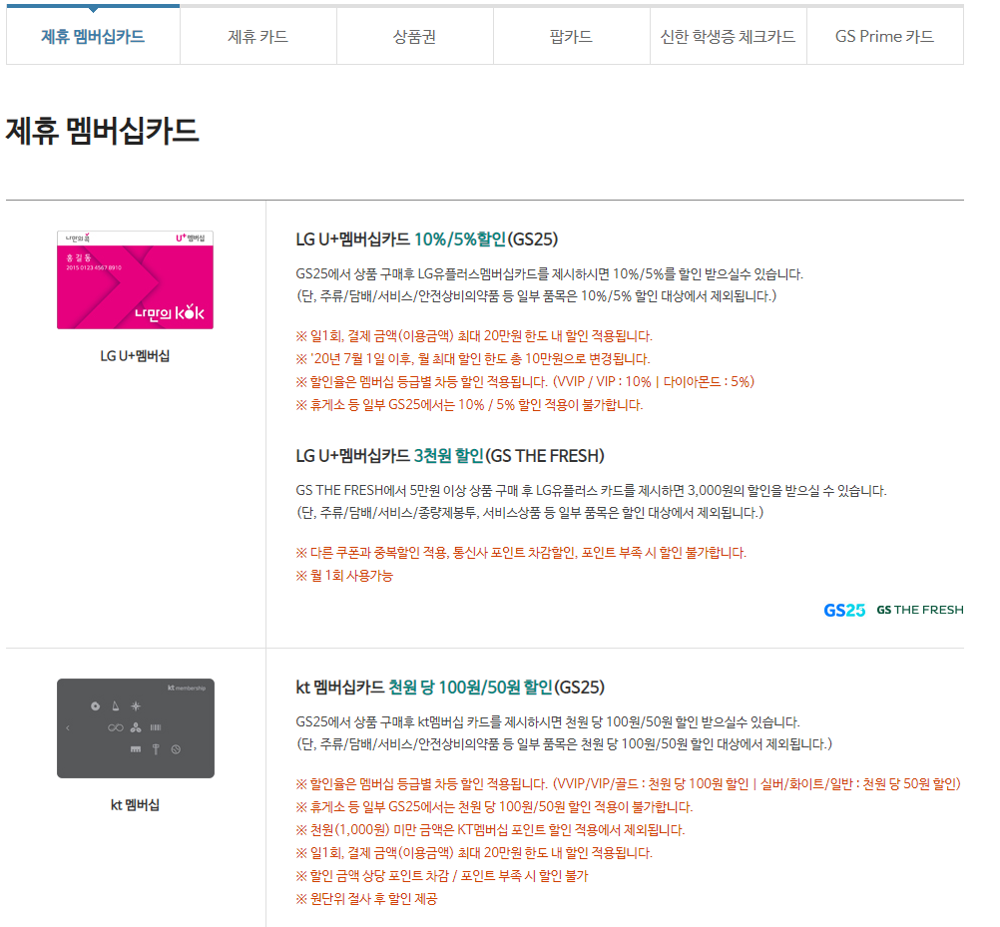 제휴 멤버십카드
제휴 카드
상품권
팝카드
신한 학생증 체크카드
GS Prime 카드
제휴 멤버십카드
나만의 콕
U+멤버십
홍 길 동
2015 0123 4567 8910
나만의 kok
LG U+멤버십
LG U+멤버십카드 10%/5%할인(GS25)
GS25에서 상품 구매후 LG유플러스멤버십카드를 제시하시면 10%/5%를 할인 받으실수 있습니다.
(단, 주류/담배/서비스/안전상비의약품 등 일부 품목은 10%/5% 할인 대상에서 제외됩니다.)
※ 일1회, 결제 금액(이용금액) 최대 20만원 한도 내 할인 적용됩니다.
※ '20년 7월 1일 이후, 월 최대 할인 한도 총 10만원으로 변경됩니다.
※ 할인율은 멤버십 등급별 차등 할인 적용됩니다. (VVIP / VIP : 10% | 다이아몬드 : 5%)
※ 휴게소 등 일부 GS25에서는 10% / 5% 할인 적용이 불가합니다.
LG U+멤버십카드 3천원 할인(GS THE FRESH)
GS THE FRESH에서 5만원 이상 상품 구매 후 LG유플러스 카드를 제시하면 3,000원의 할인을 받으실 수 있습니다.
(단, 주류/담배/서비스/종량제봉투, 서비스상품 등 일부 품목은 할인 대상에서 제외됩니다.)
※ 다른 쿠폰과 중복할인 적용, 통신사 포인트 차감할인, 포인트 부족 시 할인 불가합니다.
※ 월 1회 사용가능
GS25 GS THE FRESH
kt membership
kt 멤버십
kt 멤버십카드 천원 당 100원/50원 할인(GS25)
GS25에서 상품 구매후 kt멤버십 카드를 제시하시면 천원 당 100원/50원 할인 받으실수 있습니다.
(단, 주류/담배/서비스/안전상비의약품 등 일부 품목은 천원 당 100원/50원 할인 대상에서 제외됩니다.)
※ 할인율은 멤버십 등급별 차등 할인 적용됩니다. (VVIP/VIP/골드 : 천원 당 100원 할인 | 실버/화이트/일반 : 천원 당 50원 할인)
※ 휴게소 등 일부 GS25에서는 천원 당 100원/50원 할인 적용이 불가합니다.
※ 천원(1,000원) 미만 금액은 KT멤버십 포인트 할인 적용에서 제외됩니다.
※ 일1회, 결제 금액(이용금액) 최대 20만원 한도 내 할인 적용됩니다.
※ 할인 금액 상당 포인트 차감 / 포인트 부족 시 할인 불가
※ 원단위 절사 후 할인 제공